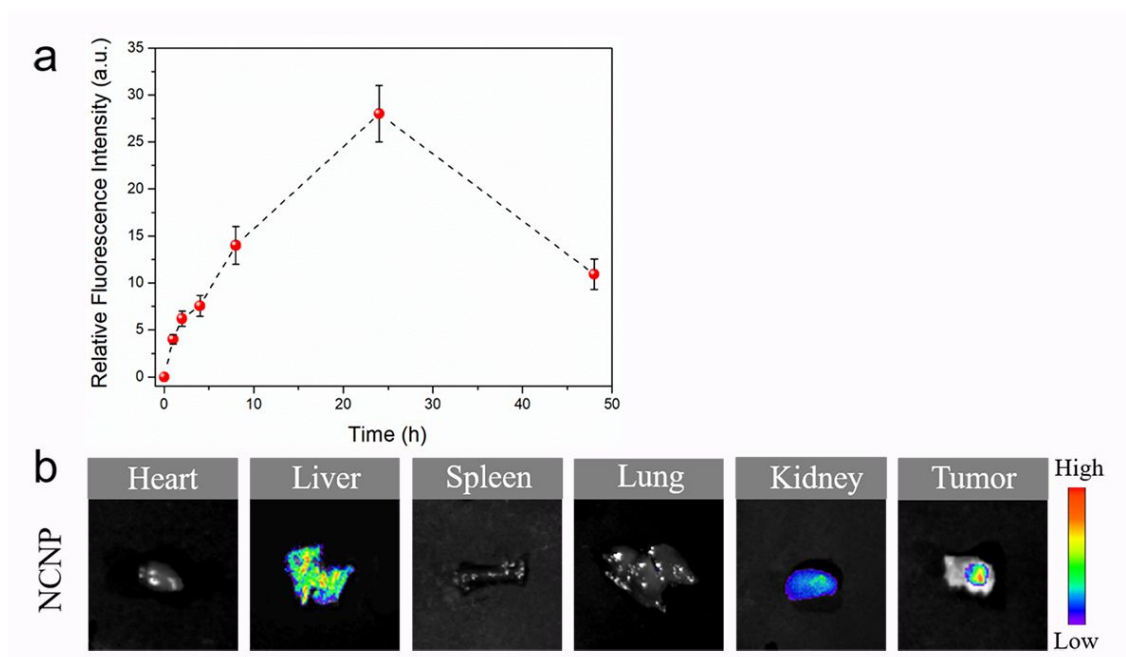 a
Relative Fluorescence Intensity (a.u.)
35
30
25
20
15
10
5
0
0 10 20 30 40 50
Time (h)
b
Heart Liver Spleen Lung Kidney Tumor
High
NCNP
Low